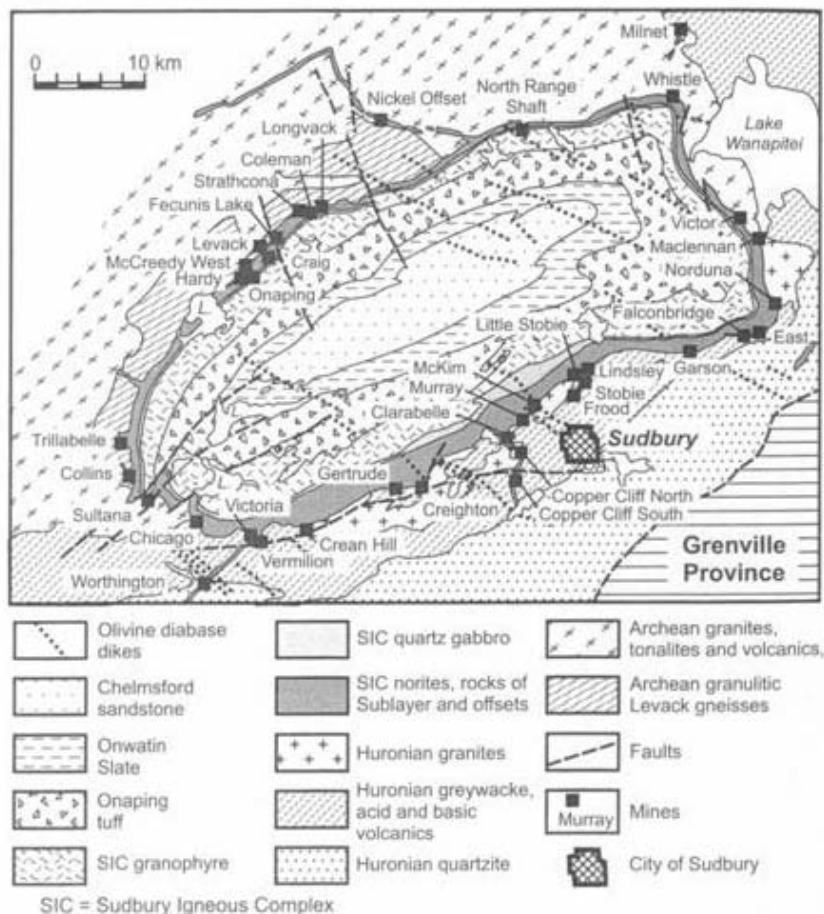 0 10 km
Milnet
Whistle
North Range
Shaft
Nickel Offset
Lake
Wanapitei
Longvack
Coleman
Strathcona
Fecunis Lake
Levack
McCreedy West
Hardy
Craig
Onaping
L.
Victor
Maclennan
Norduna
Falconbridge
East
Little Stobie
McKim
Murray
Lindsley
Garson
Stobie
Frood
Clarabelle
Sudbury
Trillabelle
Collins
Sultana
L.
Gertrude
Victoria
Creighton
Copper Cliff North
Copper Cliff South
Chicago
Crean Hill
Vermilion
Worthington
Grenville
Province
Olivine diabase
dikes
Chelmsford
sandstone
Onwatin
Slate
Onaping
tuff
SIC granophyre
SIC quartz gabbro
SIC norites, rocks of
Sublayer and offsets
Huronian granites
Huronian greywacke,
acid and basic
volcanics
Huronian quartzite
Archean granites,
tonalites and volcanics,
Archean granulitic
Levack gneisses
Faults
Murray
Mines
City of Sudbury
SIC = Sudbury Igneous Complex